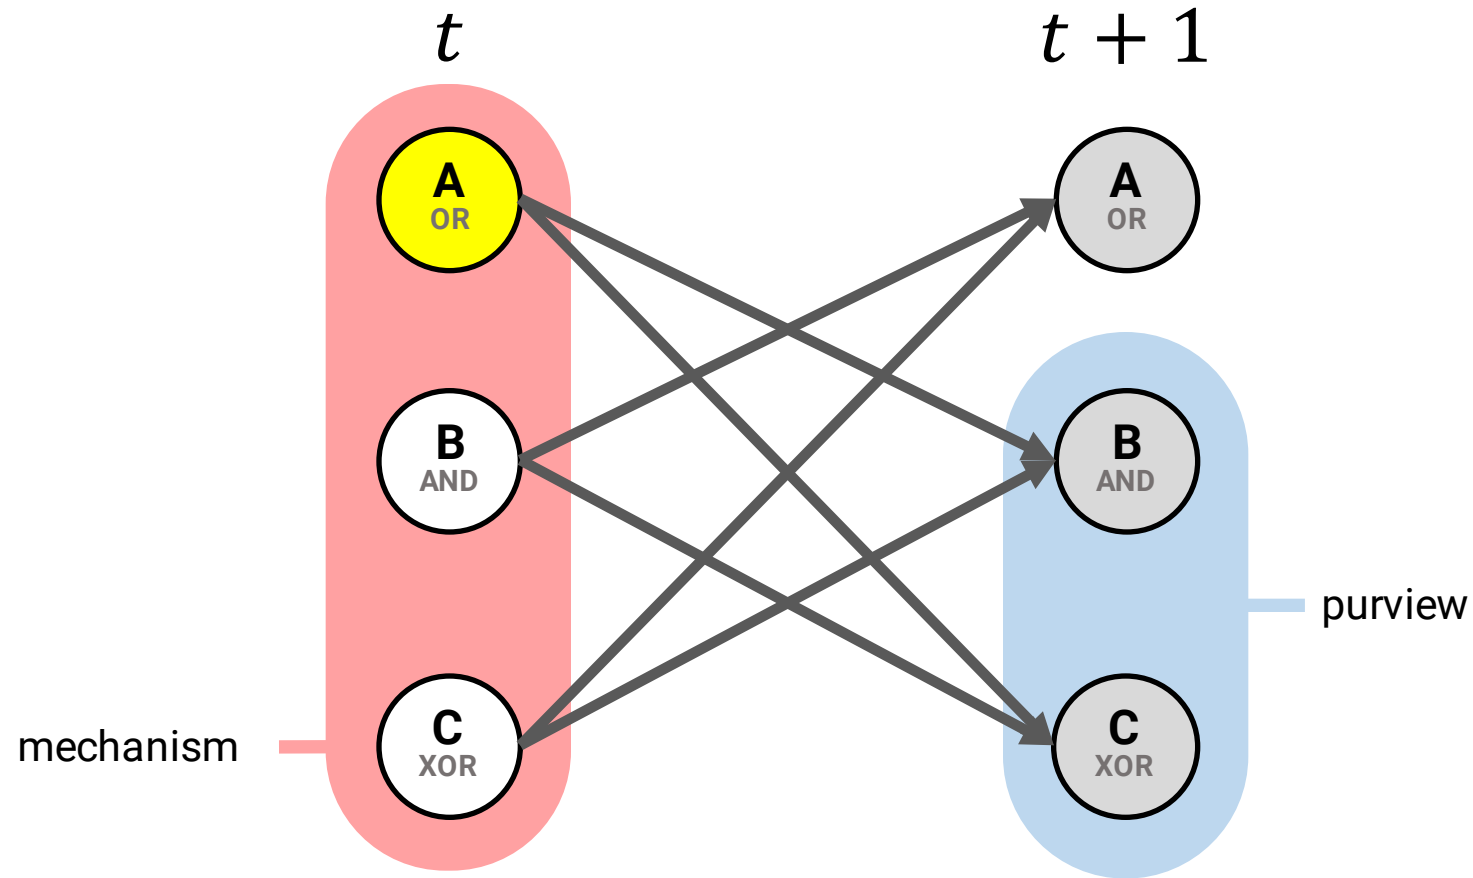 t
t + 1
A
OR
A
OR
B
AND
B
AND
purview
C
XOR
C
XOR
mechanism